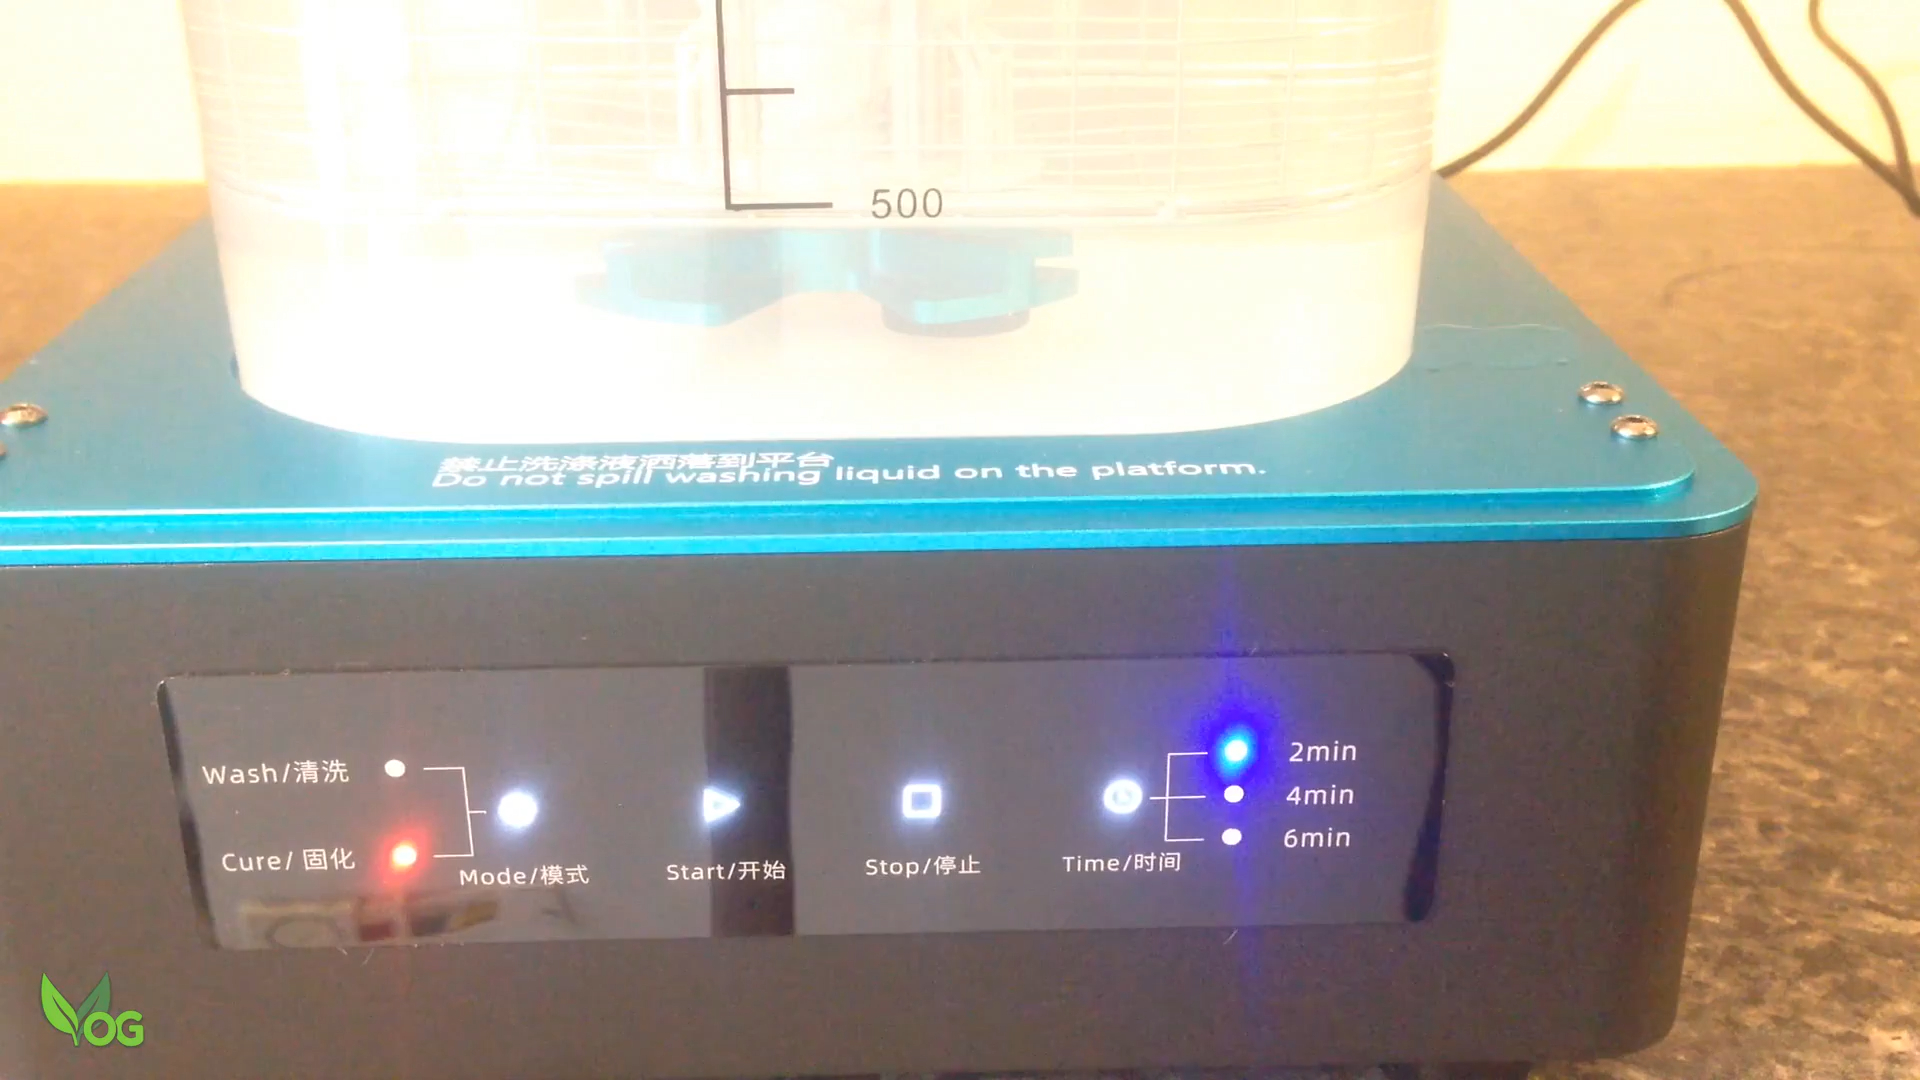 500
禁止洗涤液洒落到平台
Do not spill washing liquid on the platform.
Wash/清洗
Cure/ 固化
Mode/模式
Start/开始
Stop/停止
Time/时间
2min
4min
6min
VOG